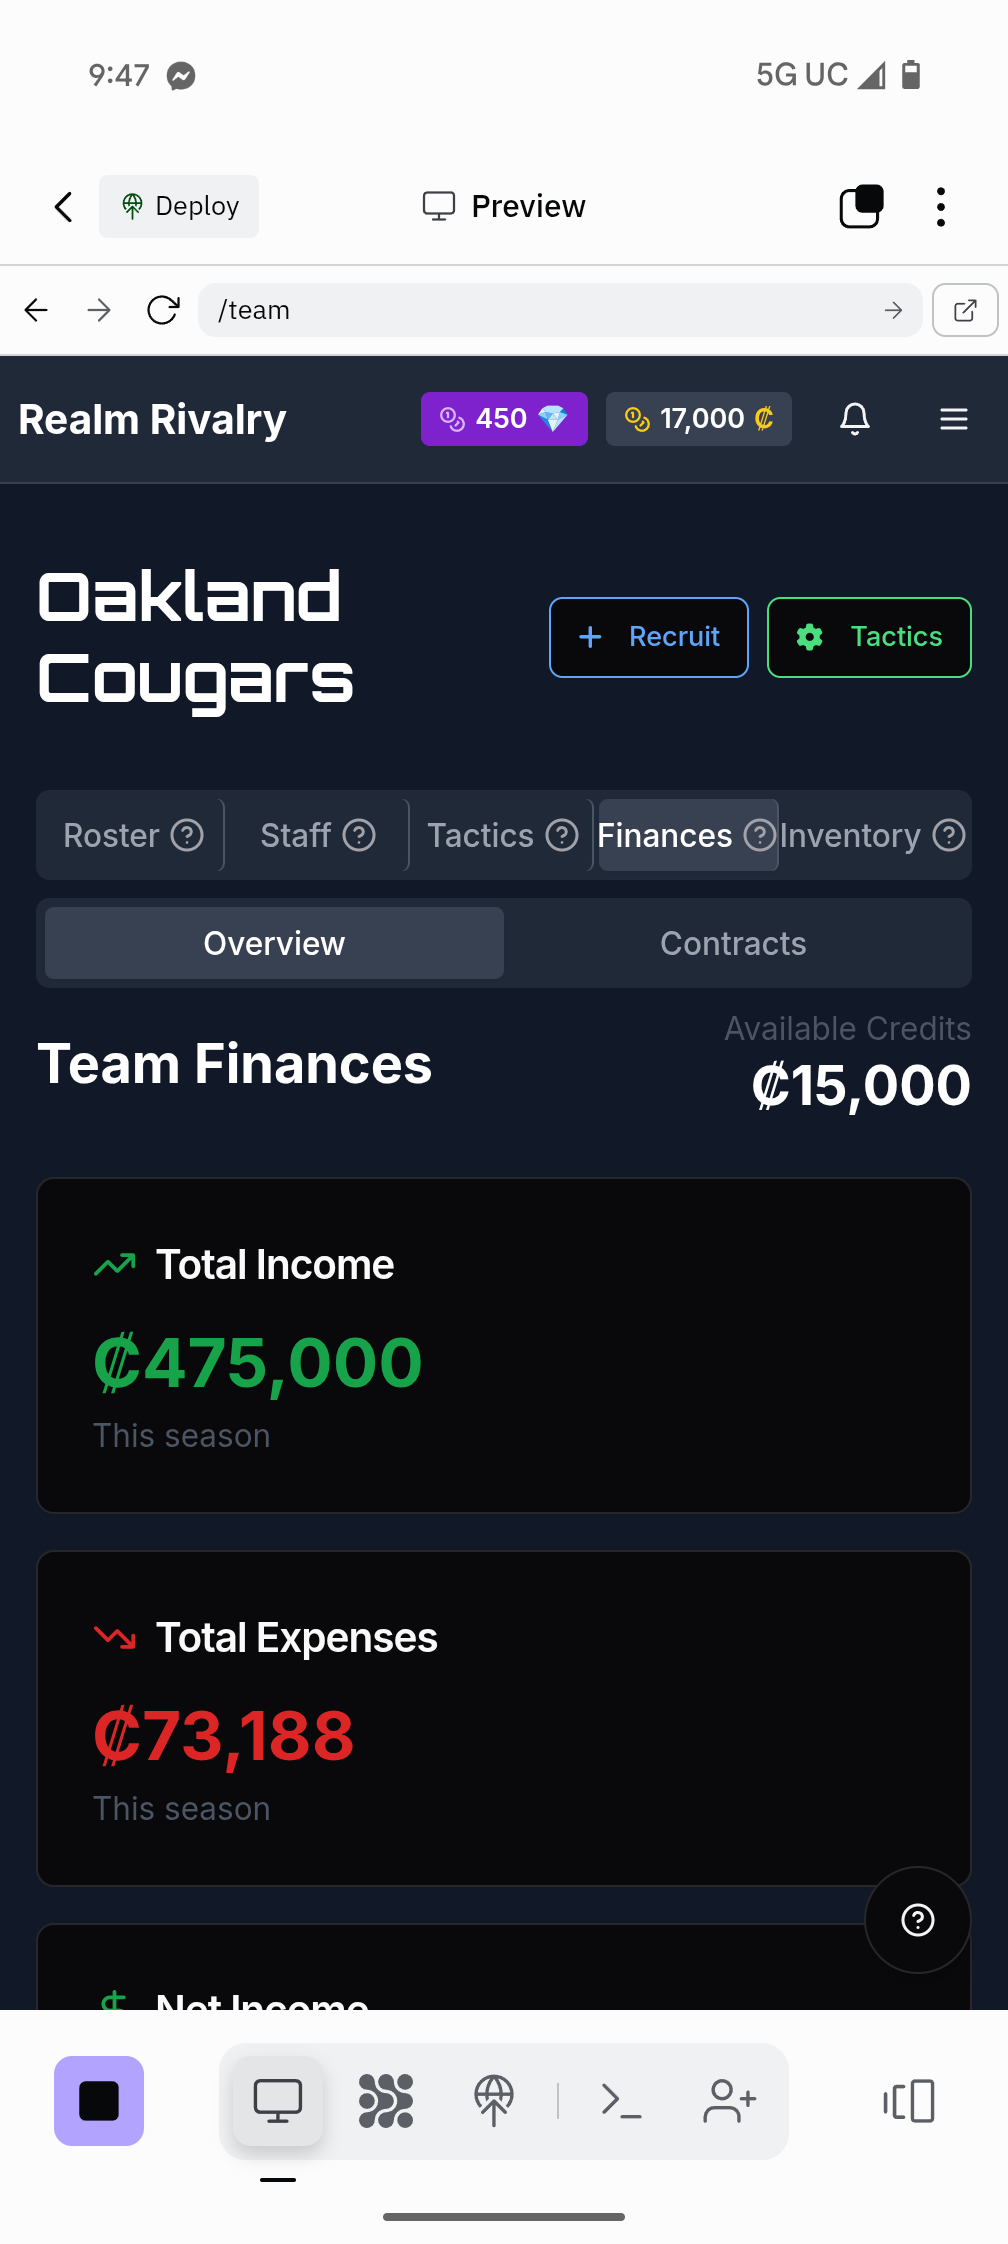 9:47
5G UC
Deploy
Preview
/team
Realm Rivalry
450 💎
17,000 ₡
Oakland
Cougars
+ Recruit
Tactics
Roster
Staff
Tactics
Finances
Inventory
Overview
Contracts
Team Finances
Available Credits
₡15,000
Total Income
₡475,000
This season
Total Expenses
₡73,188
This season
$ Net Income